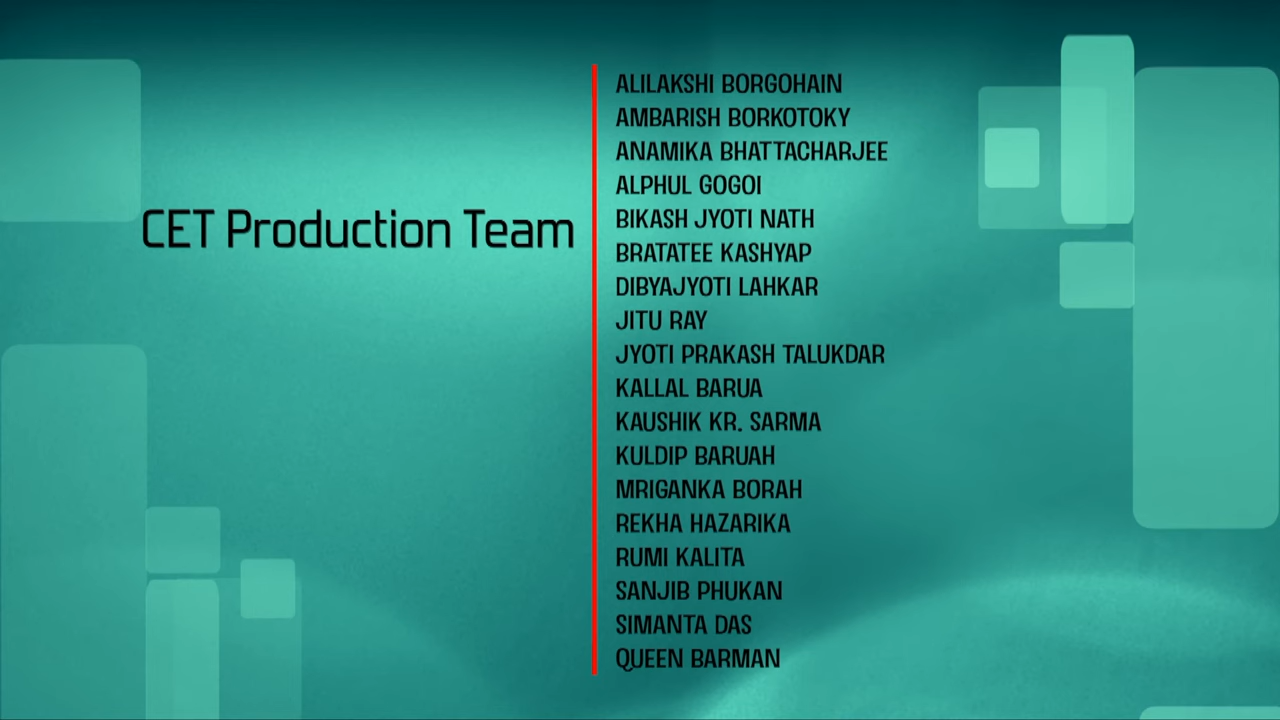 CET Production Team
ALILAKSHI BORGOHAIN
AMBARISH BORKOTOKY
ANAMIKA BHATTACHARJEE
ALPHUL GOGOI
BIKASH JYOTI NATH
BRATATEE KASHYAP
DIBYAJYOTI LAHKAR
JITU RAY
JYOTI PRAKASH TALUKDAR
KALLAL BARUA
KAUSHIK KR. SARMA
KULDIP BARUAH
MRIGANKA BORAH
REKHA HAZARIKA
RUMI KALITA
SANJIB PHUKAN
SIMANTA DAS
QUEEN BARMAN